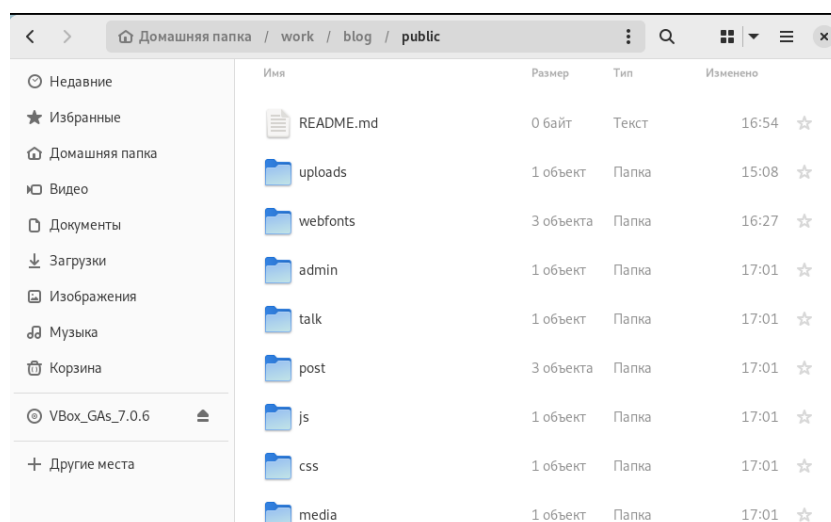 Домашняя папка / work / blog / public
Недавние
Избранные
Домашняя папка
Видео
Документы
Загрузки
Изображения
Музыка
Корзина
VBox_GAs_7.0.6
Другие места
Имя Размер Тип Изменено
README.md 0 байт Текст 16:54
uploads 1 объект Папка 15:08
webfonts 3 объекта Папка 16:27
admin 1 объект Папка 17:01
talk 1 объект Папка 17:01
post 3 объекта Папка 17:01
js 1 объект Папка 17:01
css 1 объект Папка 17:01
media 1 объект Папка 17:01